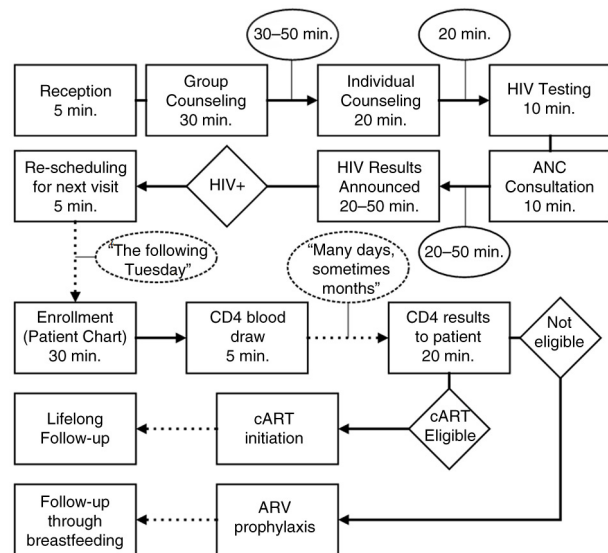 30–50 min.
20 min.
Reception
5 min.
Group
Counseling
30 min.
Individual
Counseling
20 min.
HIV Testing
10 min.
Re-scheduling
for next visit
5 min.
HIV+
HIV Results
Announced
20–50 min.
ANC
Consultation
10 min.
20–50 min.
“The following
Tuesday”
“Many days,
sometimes
months”
Enrollment
(Patient Chart)
30 min.
CD4 blood
draw
5 min.
CD4 results
to patient
20 min.
Not
eligible
Lifelong
Follow-up
cART
initiation
cART
Eligible
Follow-up
through
breastfeeding
ARV
prophylaxis